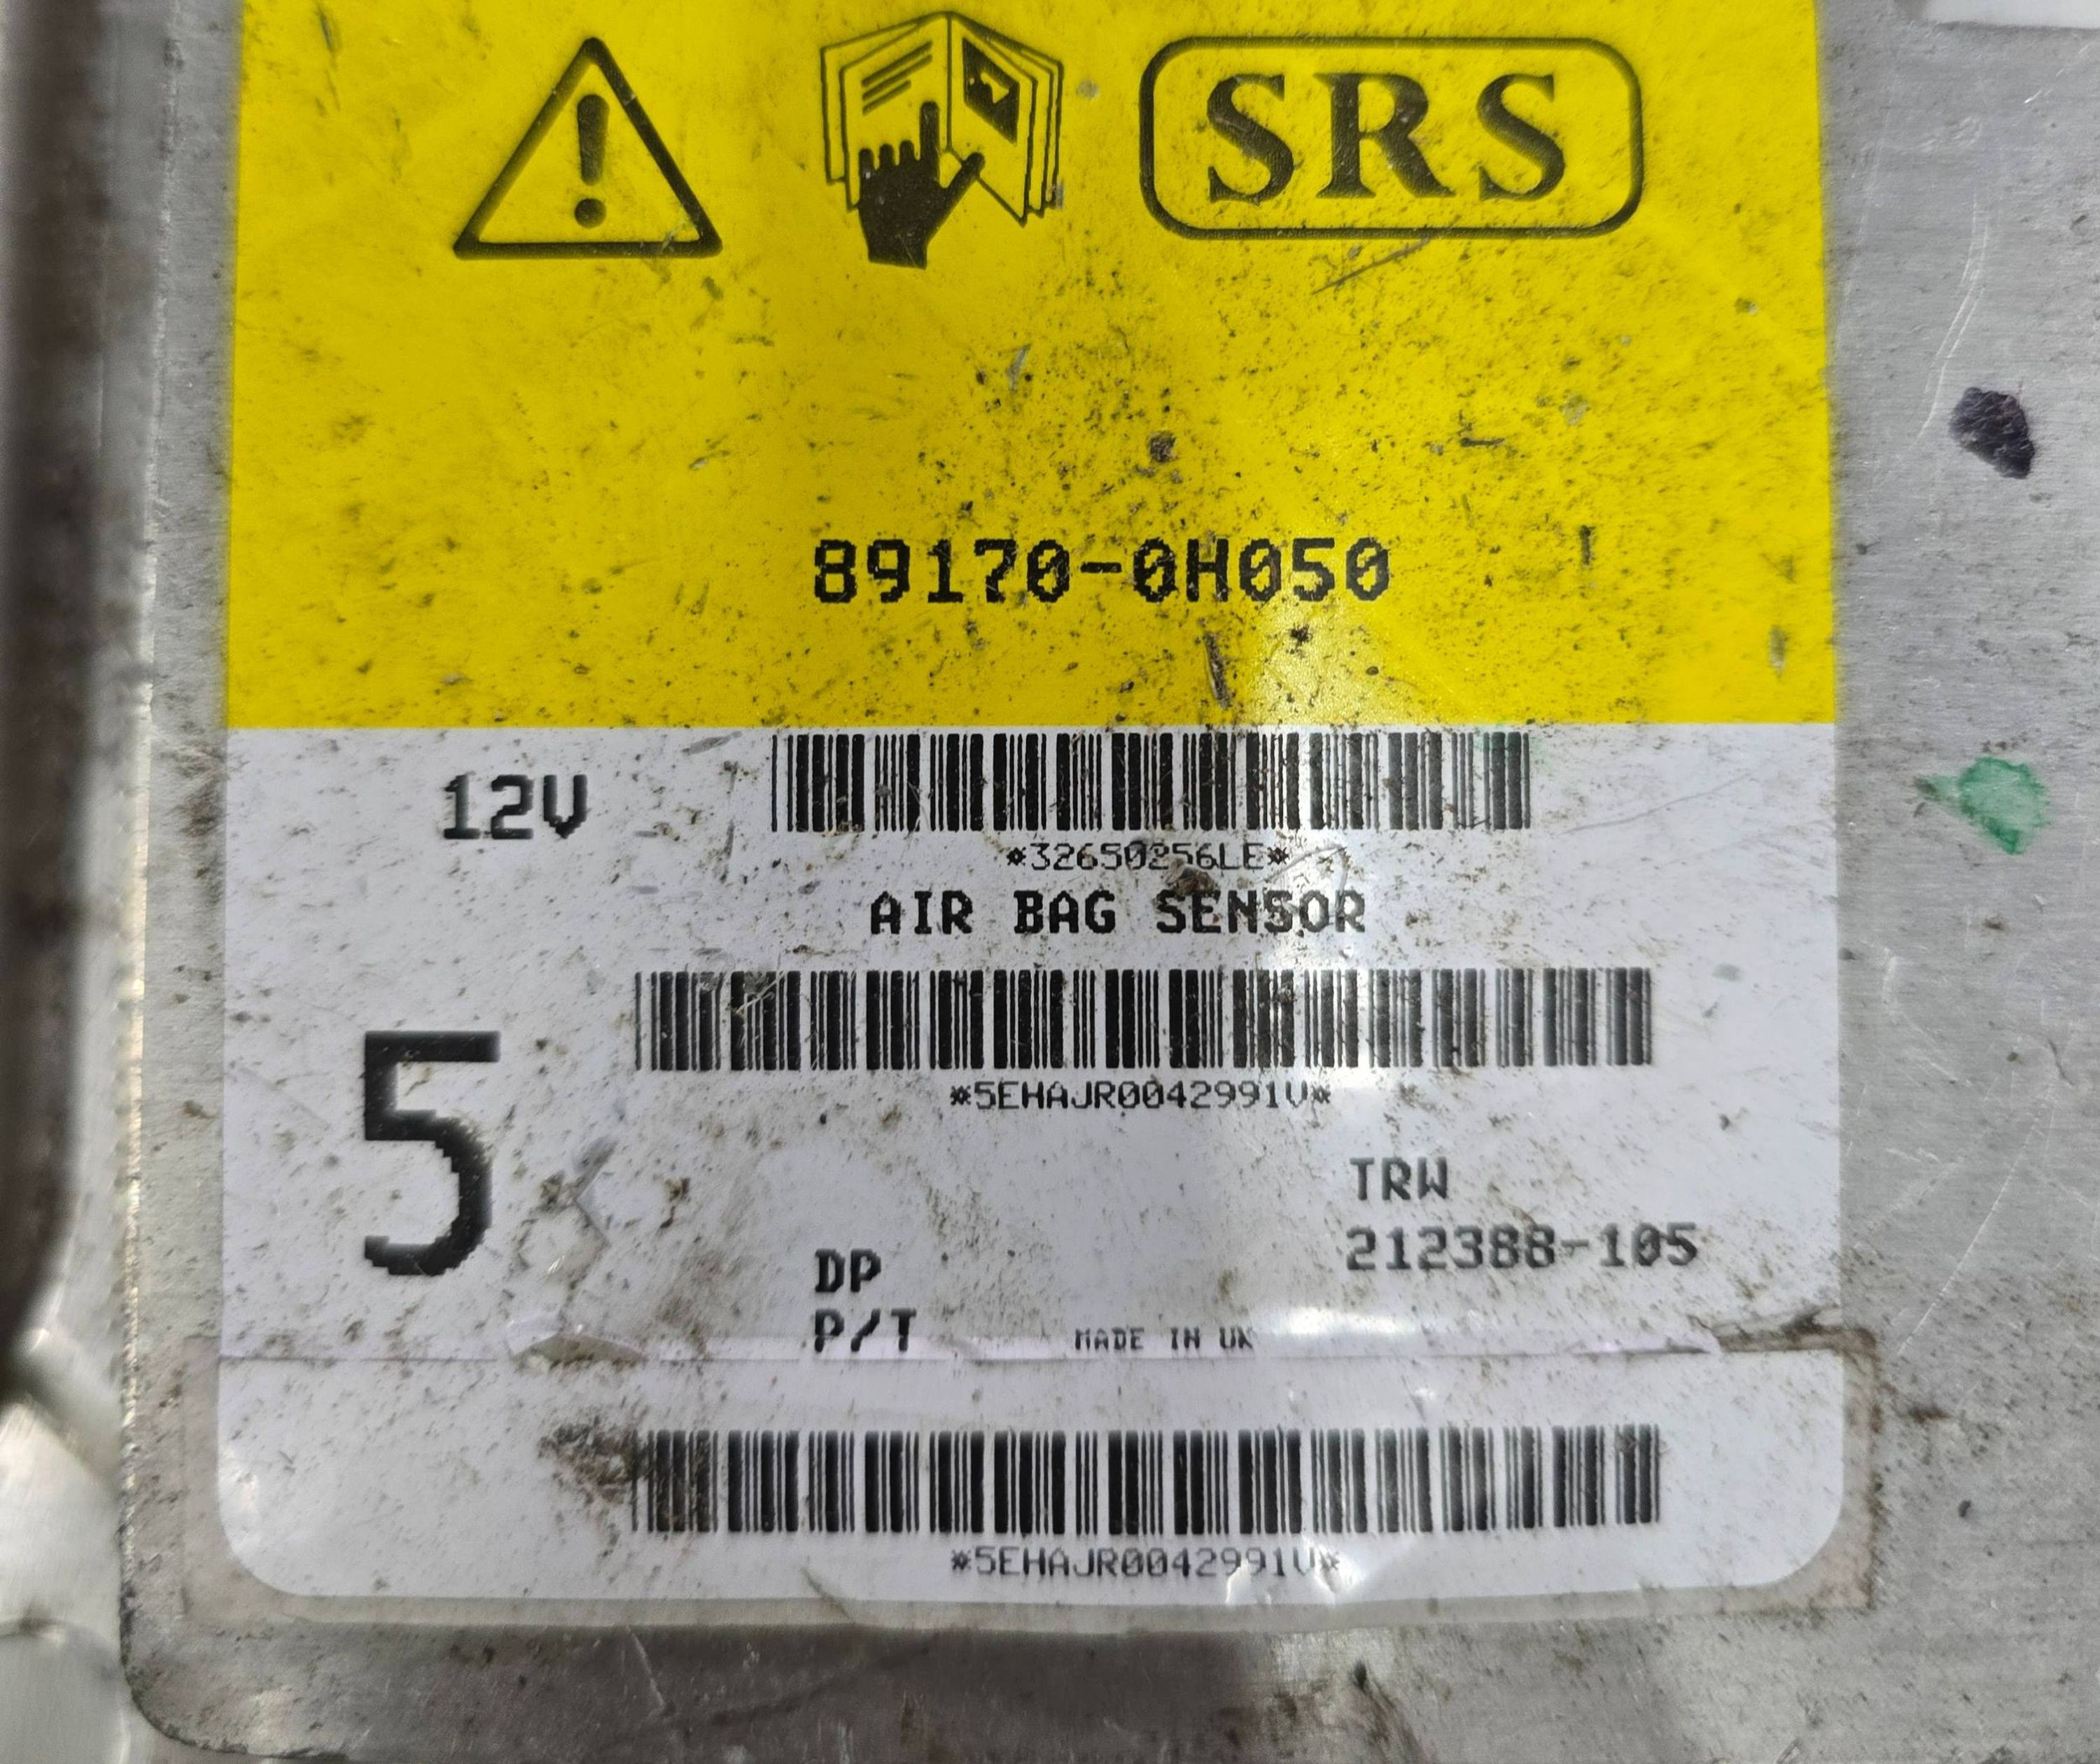 SRS
89170-0H050
12V
*32650256LE*
AIR BAG SENSOR
*5EHAJR0042991V*
5
TRW
212388-105
DP
P/T
MADE IN UK
*5EHAJR0042991V*